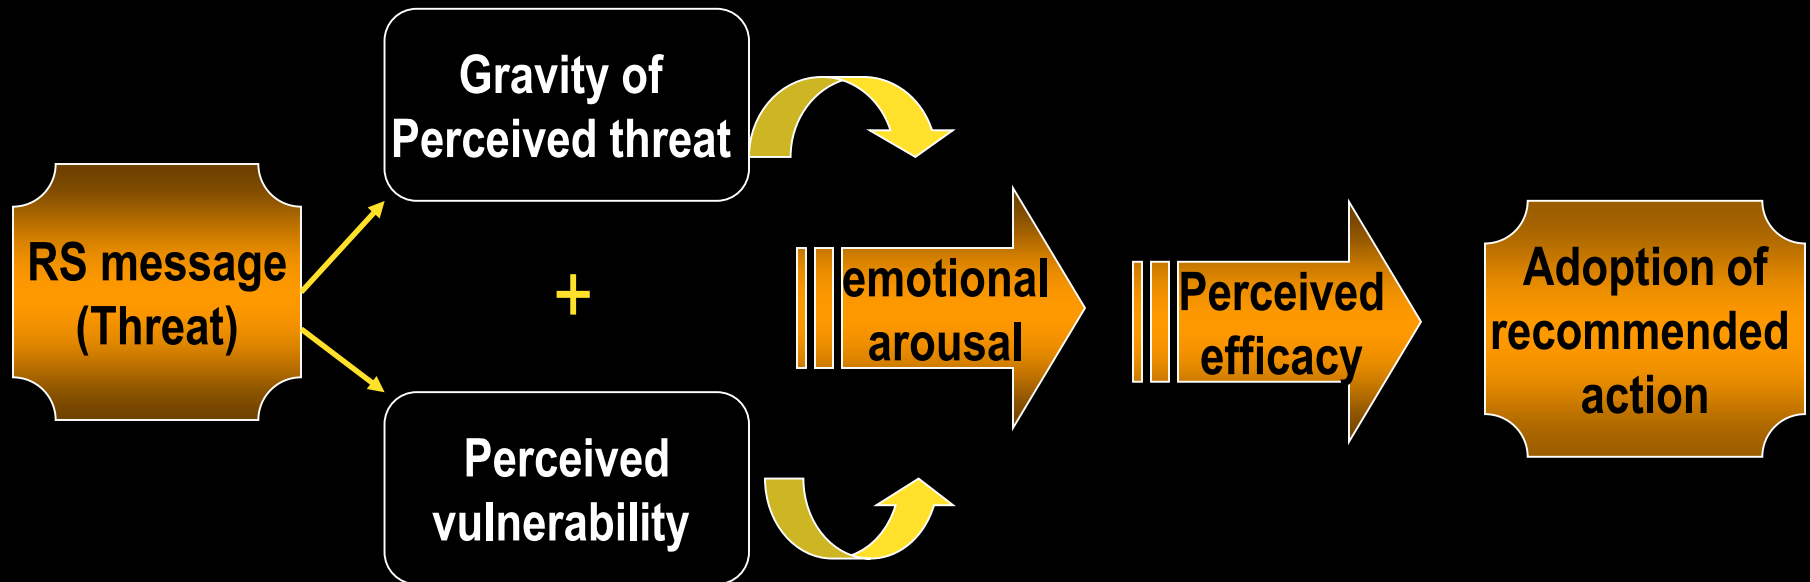 RS message
(Threat)
Gravity of
Perceived threat
+
Perceived
vulnerability
emotional
arousal
Perceived
efficacy
Adoption of
recommended
action